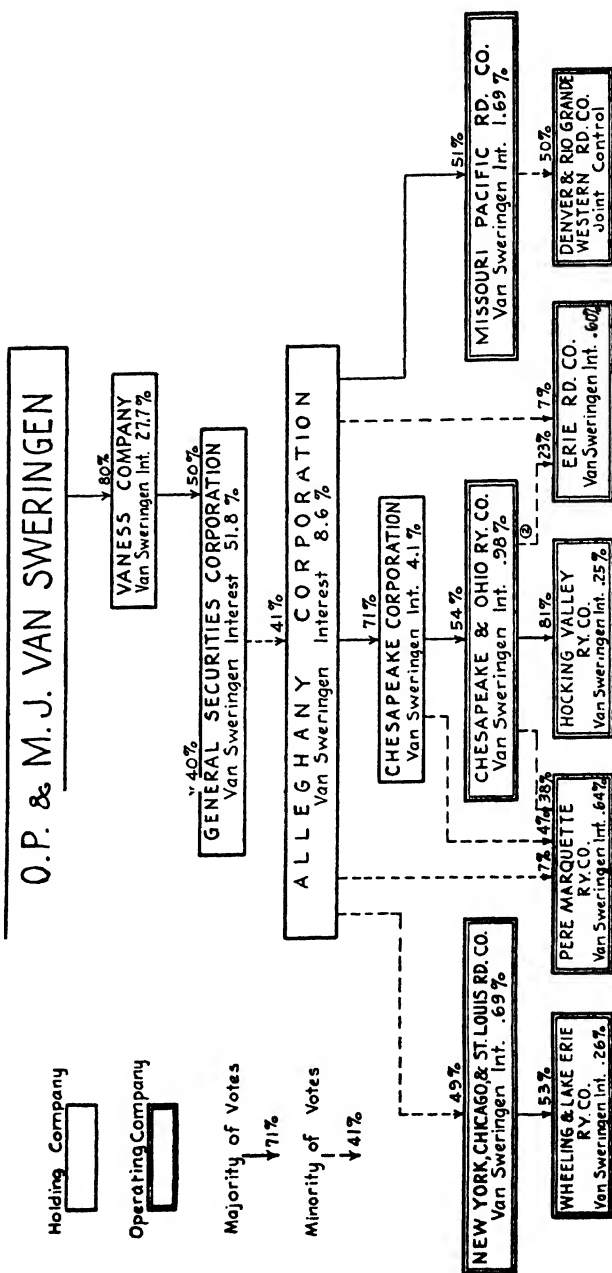 O.P. & M.J. VAN SWERINGEN
Holding Company
Operating Company
Majority of Votes
71%
Minority of Votes
41%
80%
VANESS COMPANY
Van Sweringen Int. 27.7%
40%
50%
GENERAL SECURITIES CORPORATION
Van Sweringen Interest 51.8%
41%
ALLEGHANY CORPORATION
Van Sweringen Interest 8.6%
71%
CHESAPEAKE CORPORATION
Van Sweringen Int. 4.1%
49%
54%
51%
NEW YORK, CHICAGO, & ST. LOUIS RD. CO.
Van Sweringen Int. .69%
CHESAPEAKE & OHIO RY. CO.
Van Sweringen Int. .98%
MISSOURI PACIFIC RD. CO.
Van Sweringen Int. 1.69%
②
53%
7%
4%
38%
81%
23%
7%
50%
WHEELING & LAKE ERIE
RY. CO.
Van Sweringen Int. .26%
PERE MARQUETTE
RY. CO.
Van Sweringen Int. .64%
HOCKING VALLEY
RY. CO.
Van Sweringen Int. .25%
ERIE RD. CO.
Van Sweringen Int. .60%
DENVER & RIO GRANDE
WESTERN RD. CO.
Joint Control